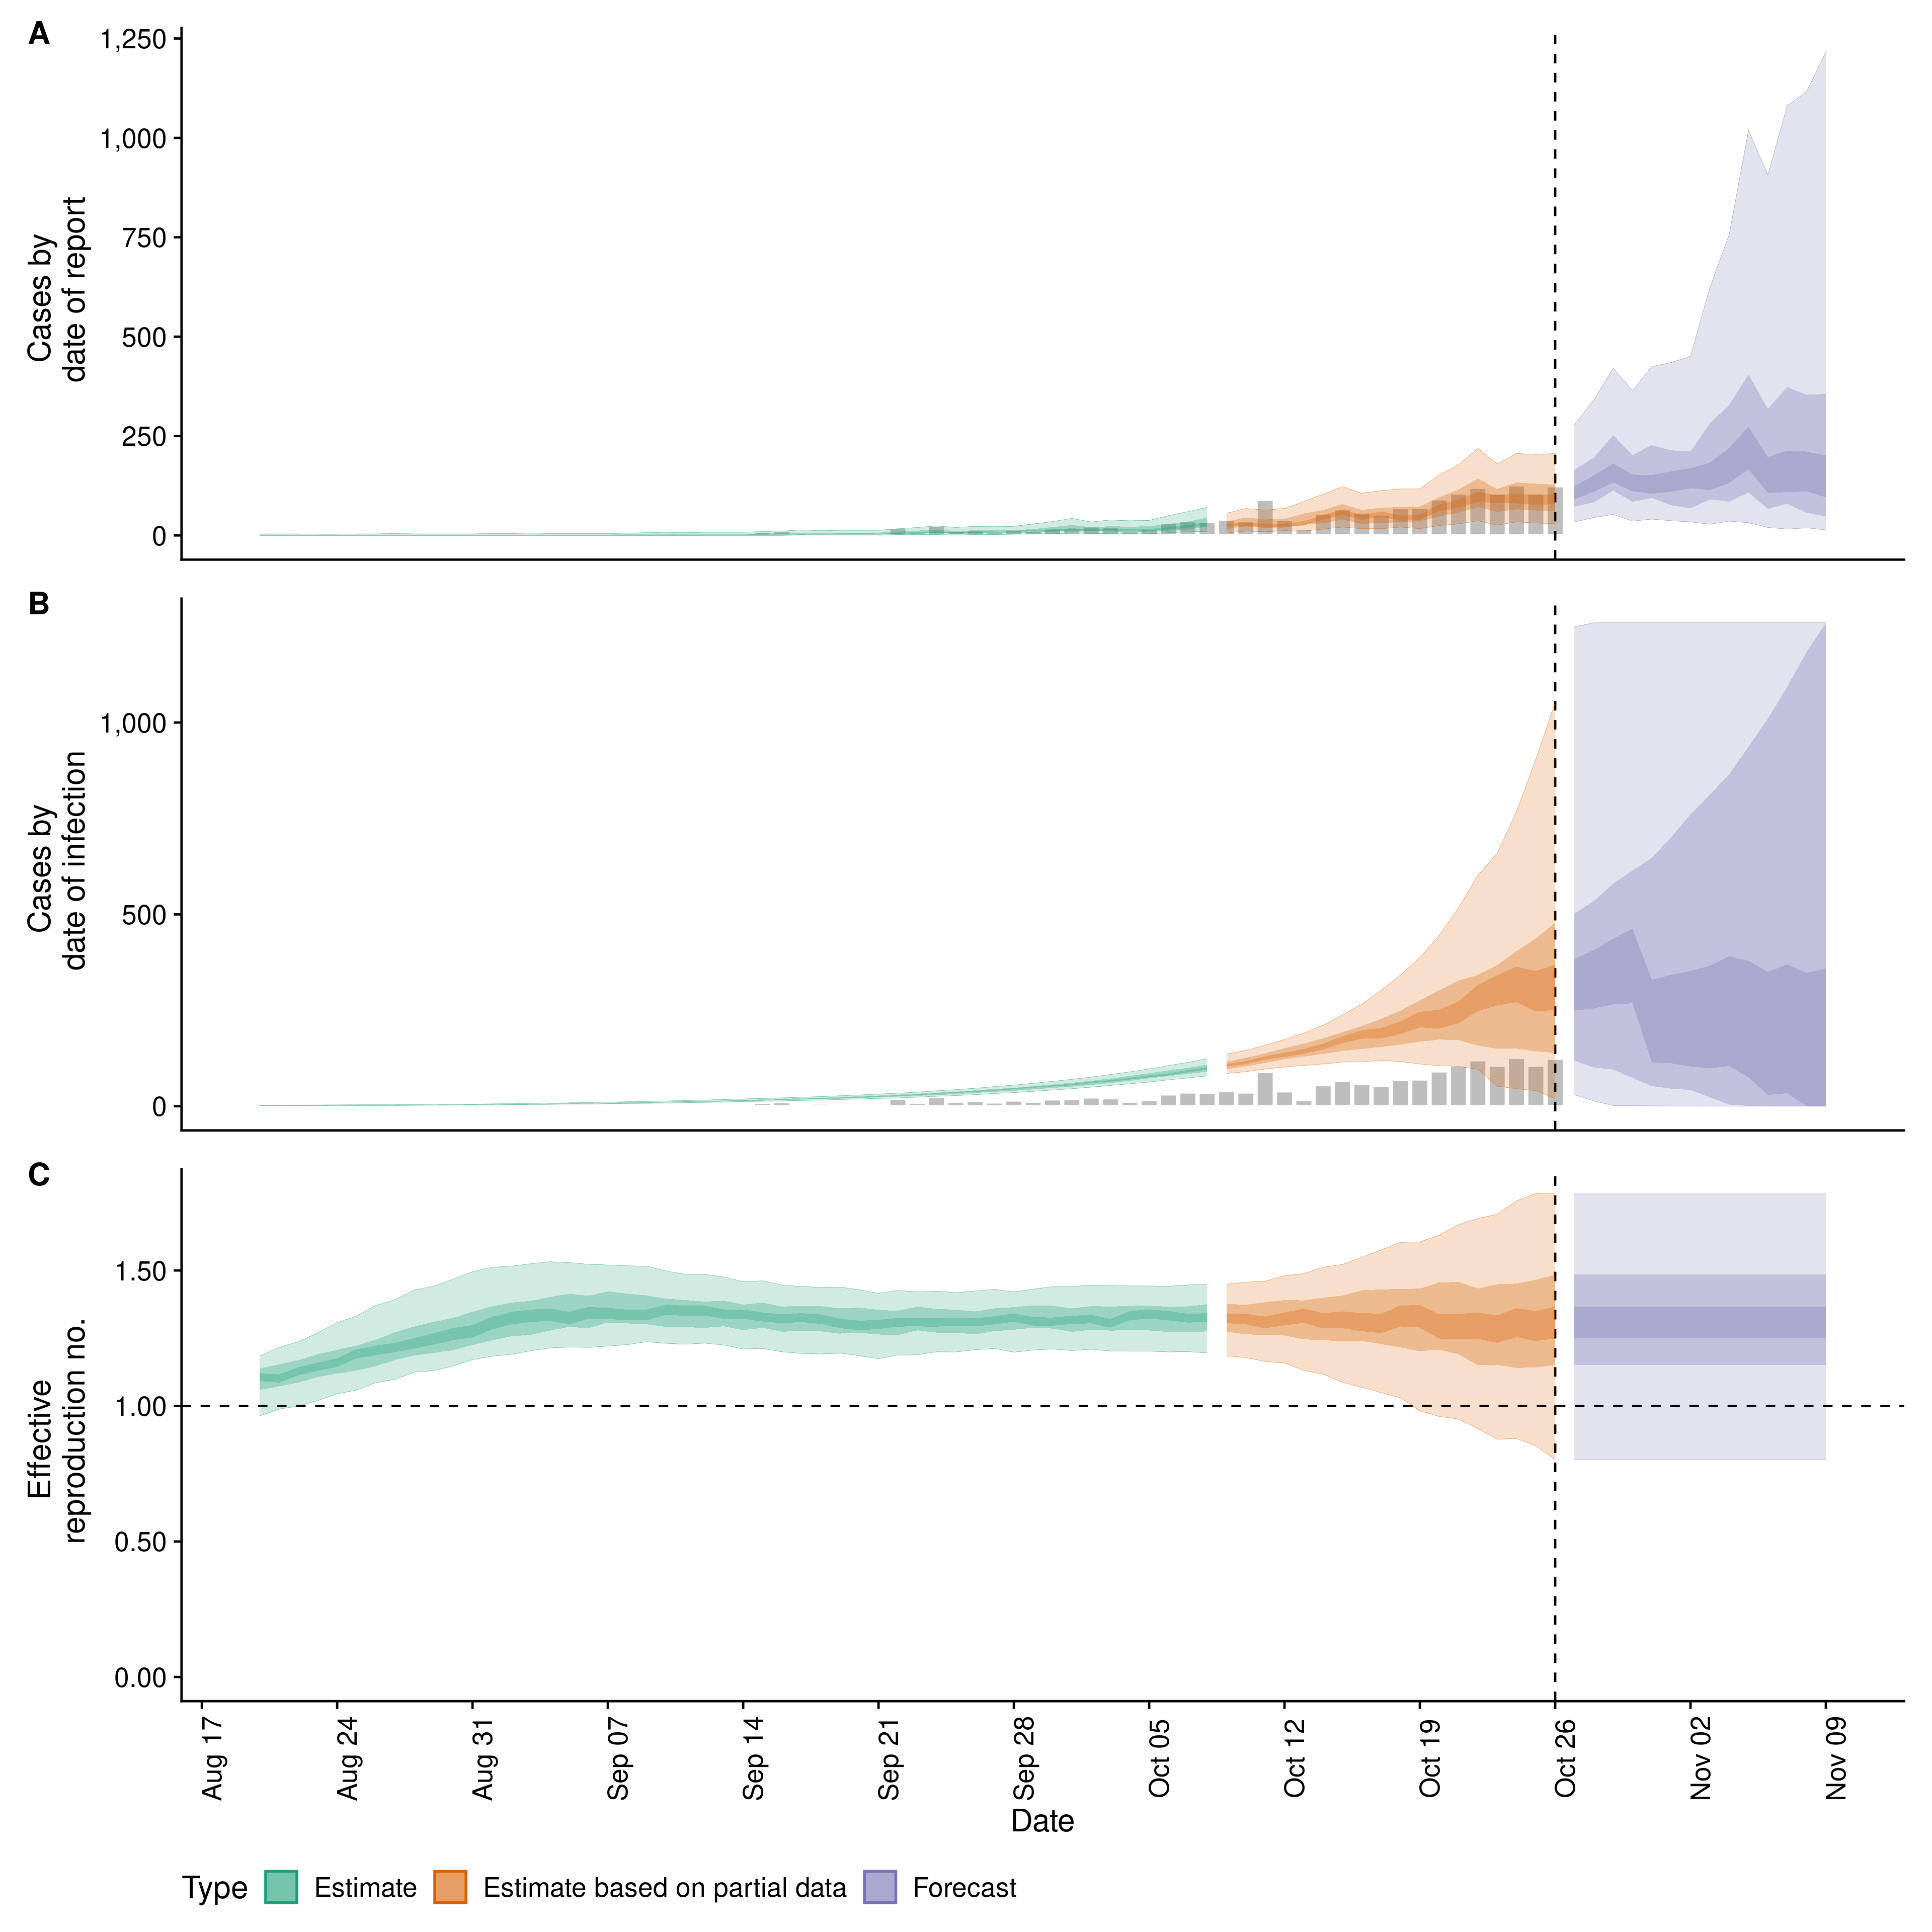 A
1,250
1,000
750
500
250
0
Cases by
date of report
B
1,000
500
0
Cases by
date of infection
C
1.50
1.00
0.50
0.00
Effective
reproduction no.
Aug 17
Aug 24
Aug 31
Sep 07
Sep 14
Sep 21
Sep 28
Oct 05
Oct 12
Oct 19
Oct 26
Nov 02
Nov 09
Date
Type Estimate Estimate based on partial data Forecast